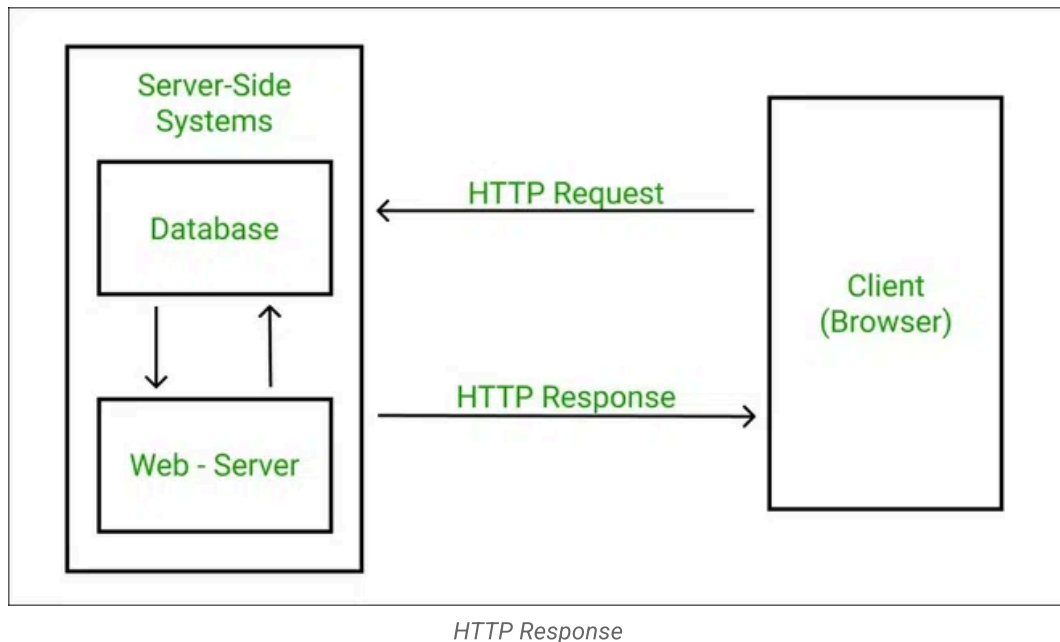 Server-Side
Systems
Database
Web - Server
HTTP Request
HTTP Response
Client
(Browser)
HTTP Response